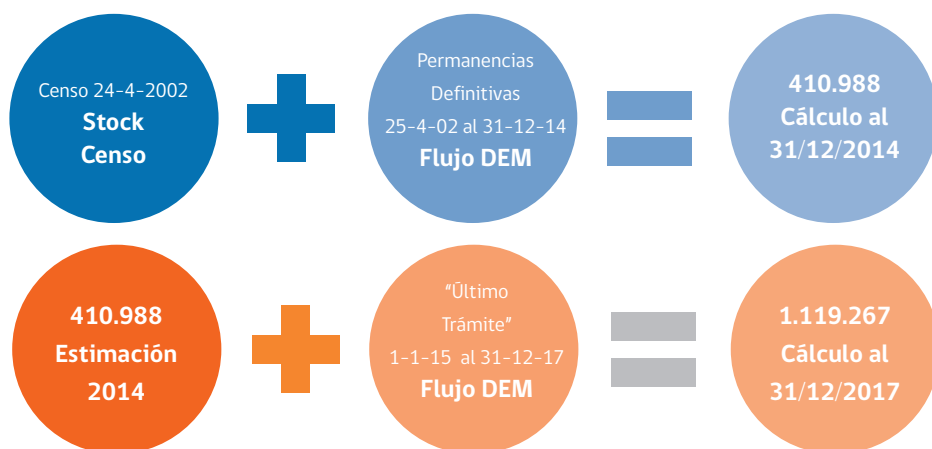 Censo 24-4-2002
Stock
Censo
Permanencias
Definitivas
25-4-02 al 31-12-14
Flujo DEM
410.988
Cálculo al
31/12/2014
410.988
Estimación
2014
"Último
Trámite"
1-1-15 al 31-12-17
Flujo DEM
1.119.267
Cálculo al
31/12/2017